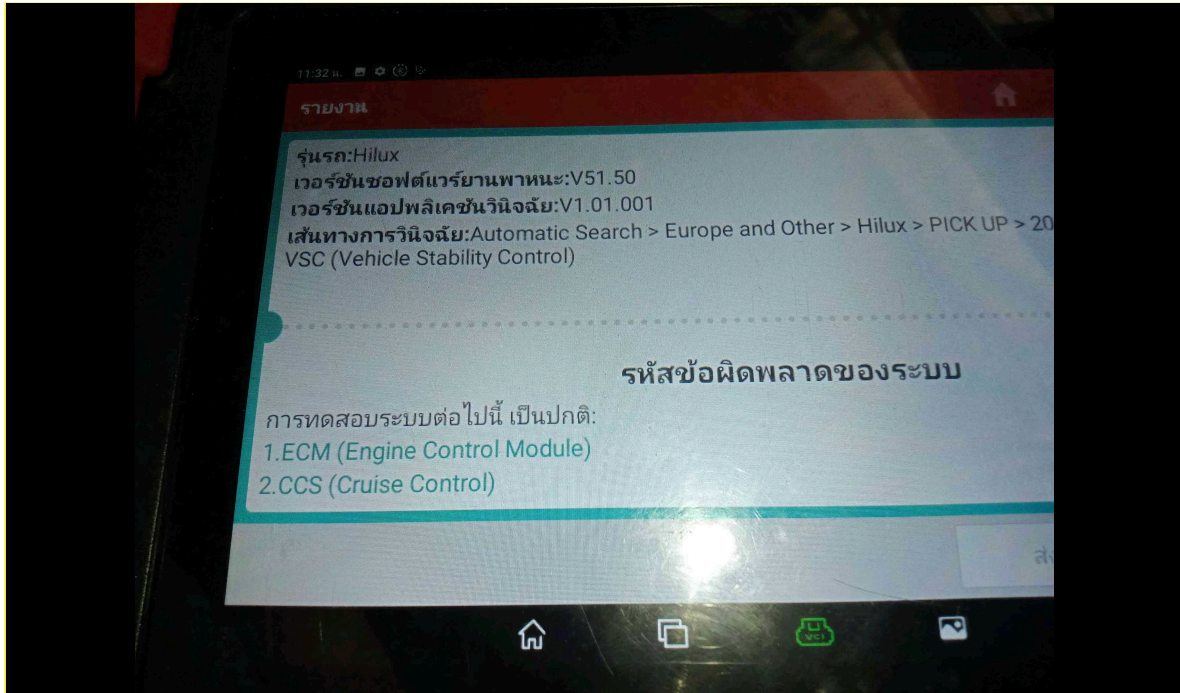 11:32 น.
รายงาน
รุ่นรถ:Hilux
เวอร์ชันซอฟต์แวร์ยานพาหนะ:V51.50
เวอร์ชันแอปพลิเคชันวินิจฉัย:V1.01.001
เส้นทางการวินิจฉัย:Automatic Search > Europe and Other > Hilux > PICK UP > 20
VSC (Vehicle Stability Control)
รหัสข้อผิดพลาดของระบบ
การทดสอบระบบต่อไปนี้ เป็นปกติ:
1.ECM (Engine Control Module)
2.CCS (Cruise Control)
VCI